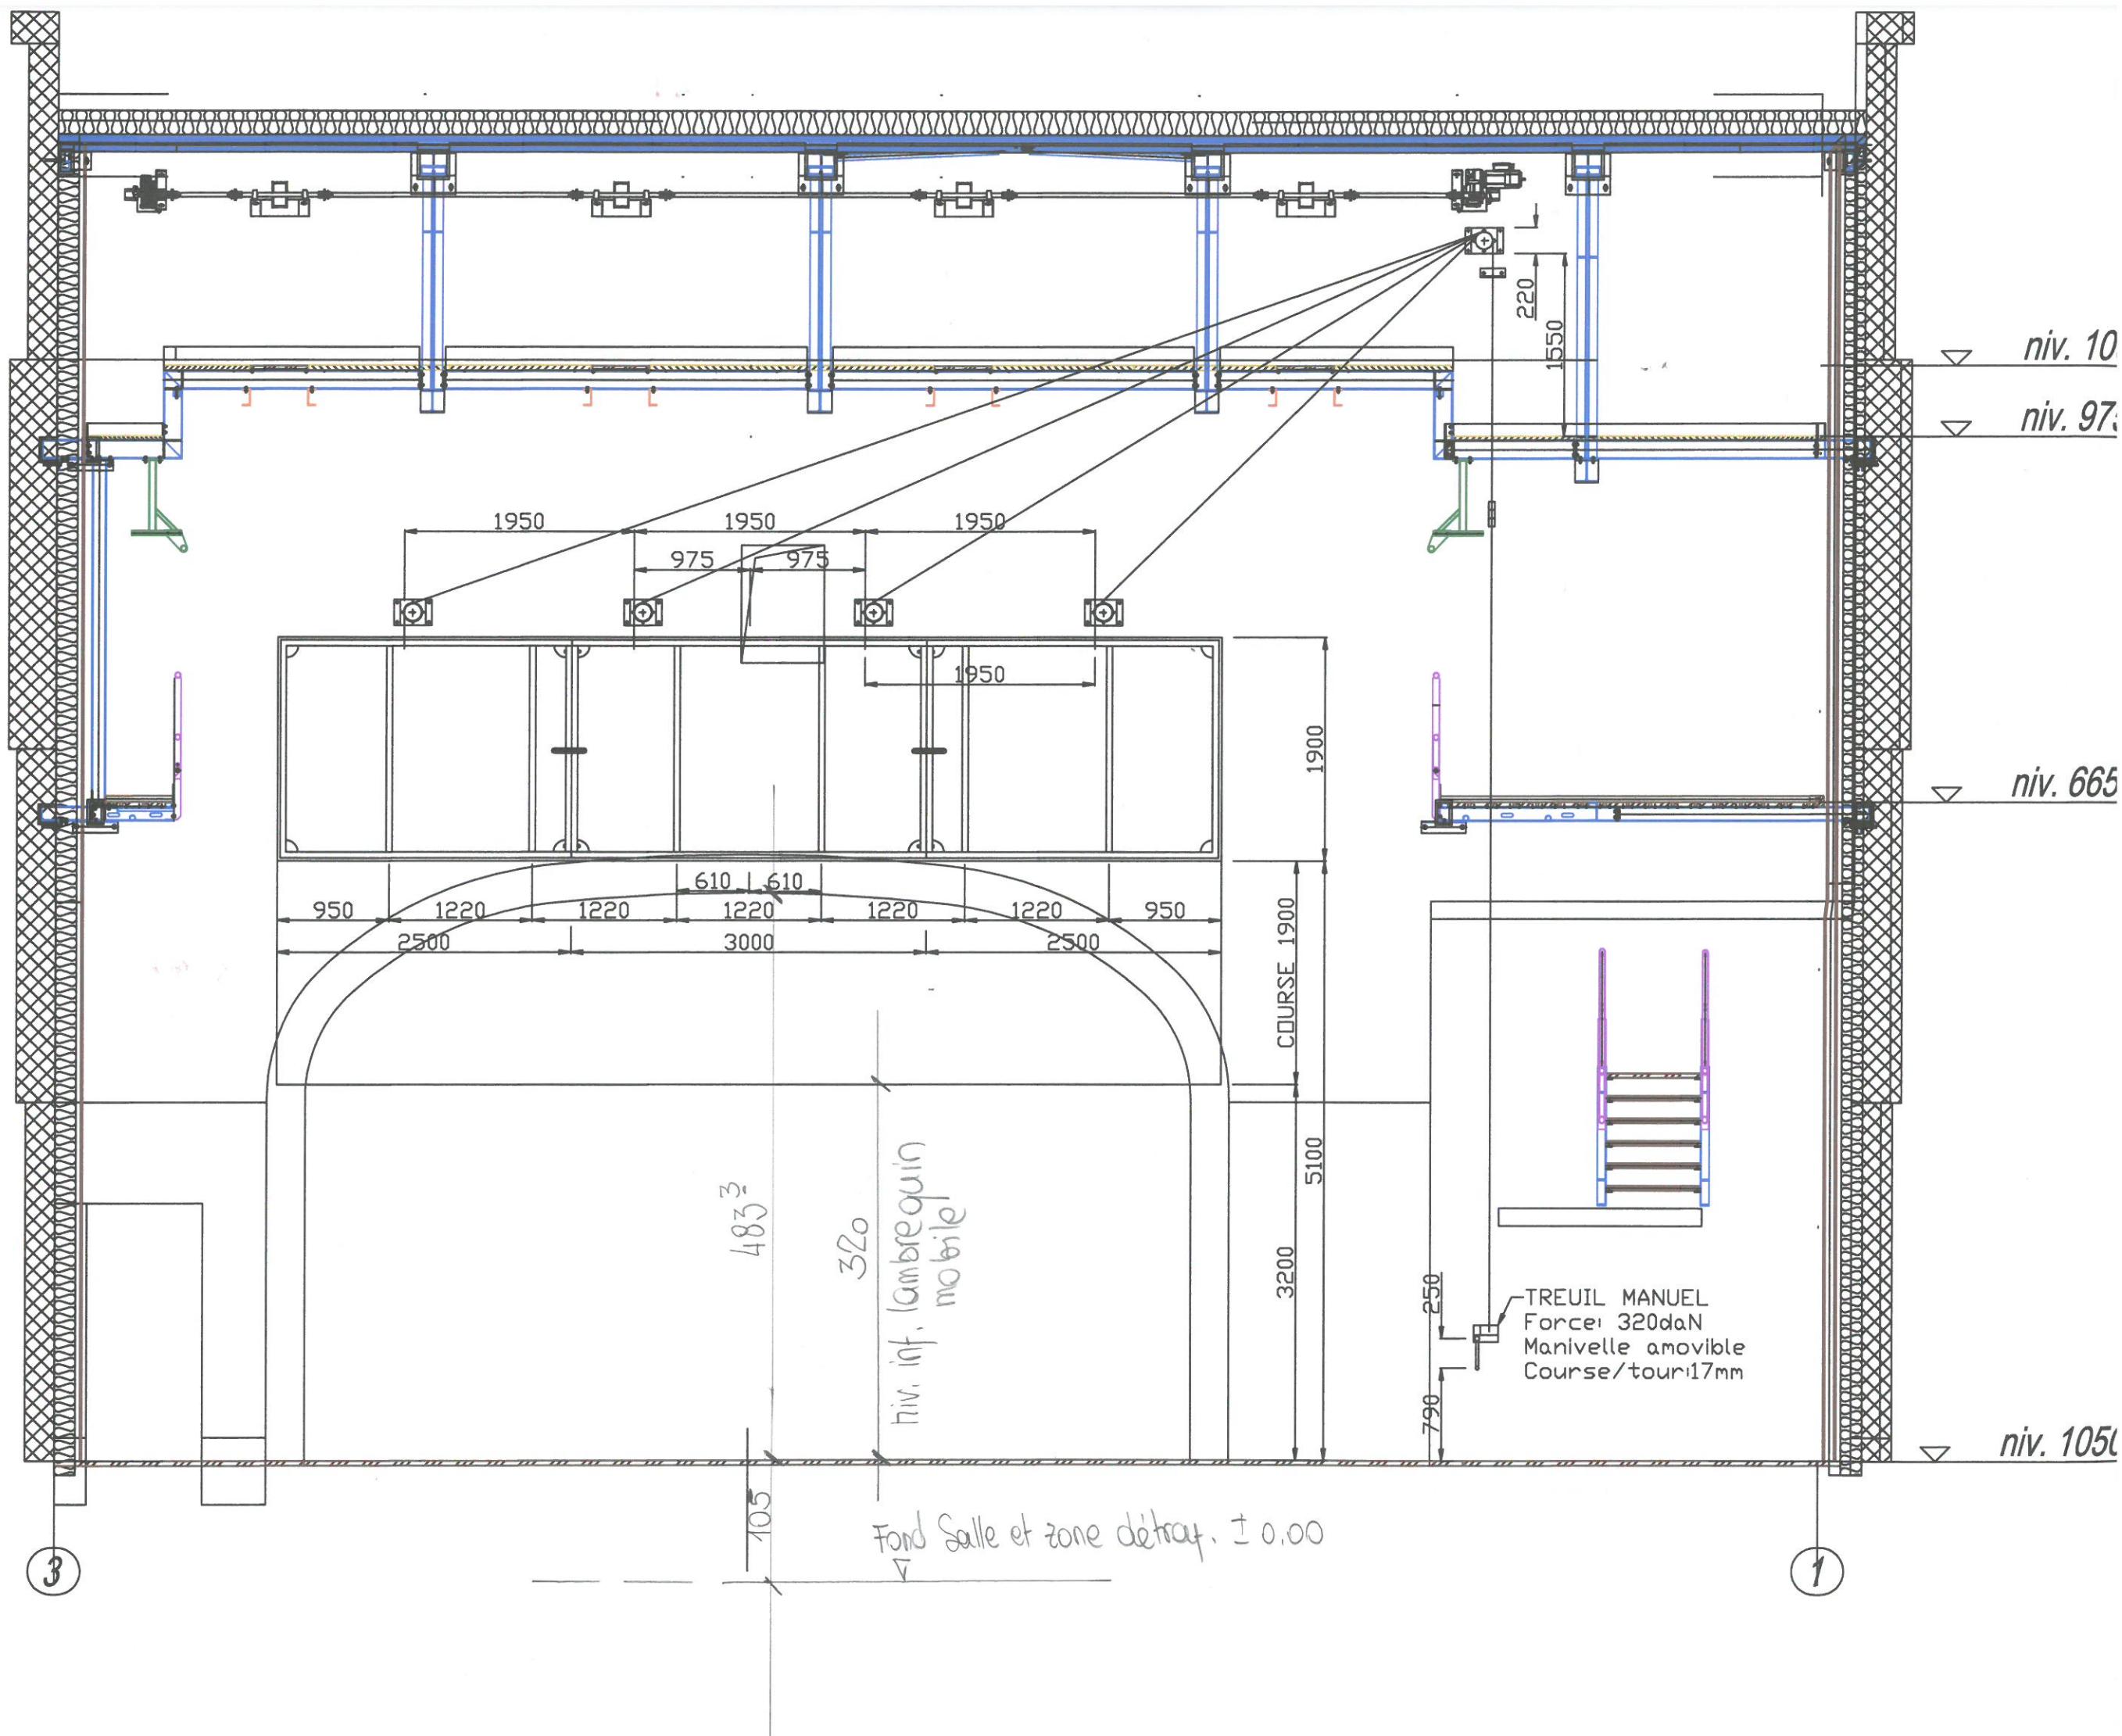 niv. 10
niv. 97
220
1550
1950
1950
1950
975
975
1950
1900
niv. 665
610
610
950
1220
1220
1220
1220
1220
950
2500
3000
2500
COURSE 1900
5100
3200
483³
320
niv. inf. lambrequin
mobile
TREUIL MANUEL
Force: 320daN
Manivelle amovible
Course/tour:17mm
250
790
niv. 1050
105
Fond Salle et zone détrap. ± 0.00
3
1